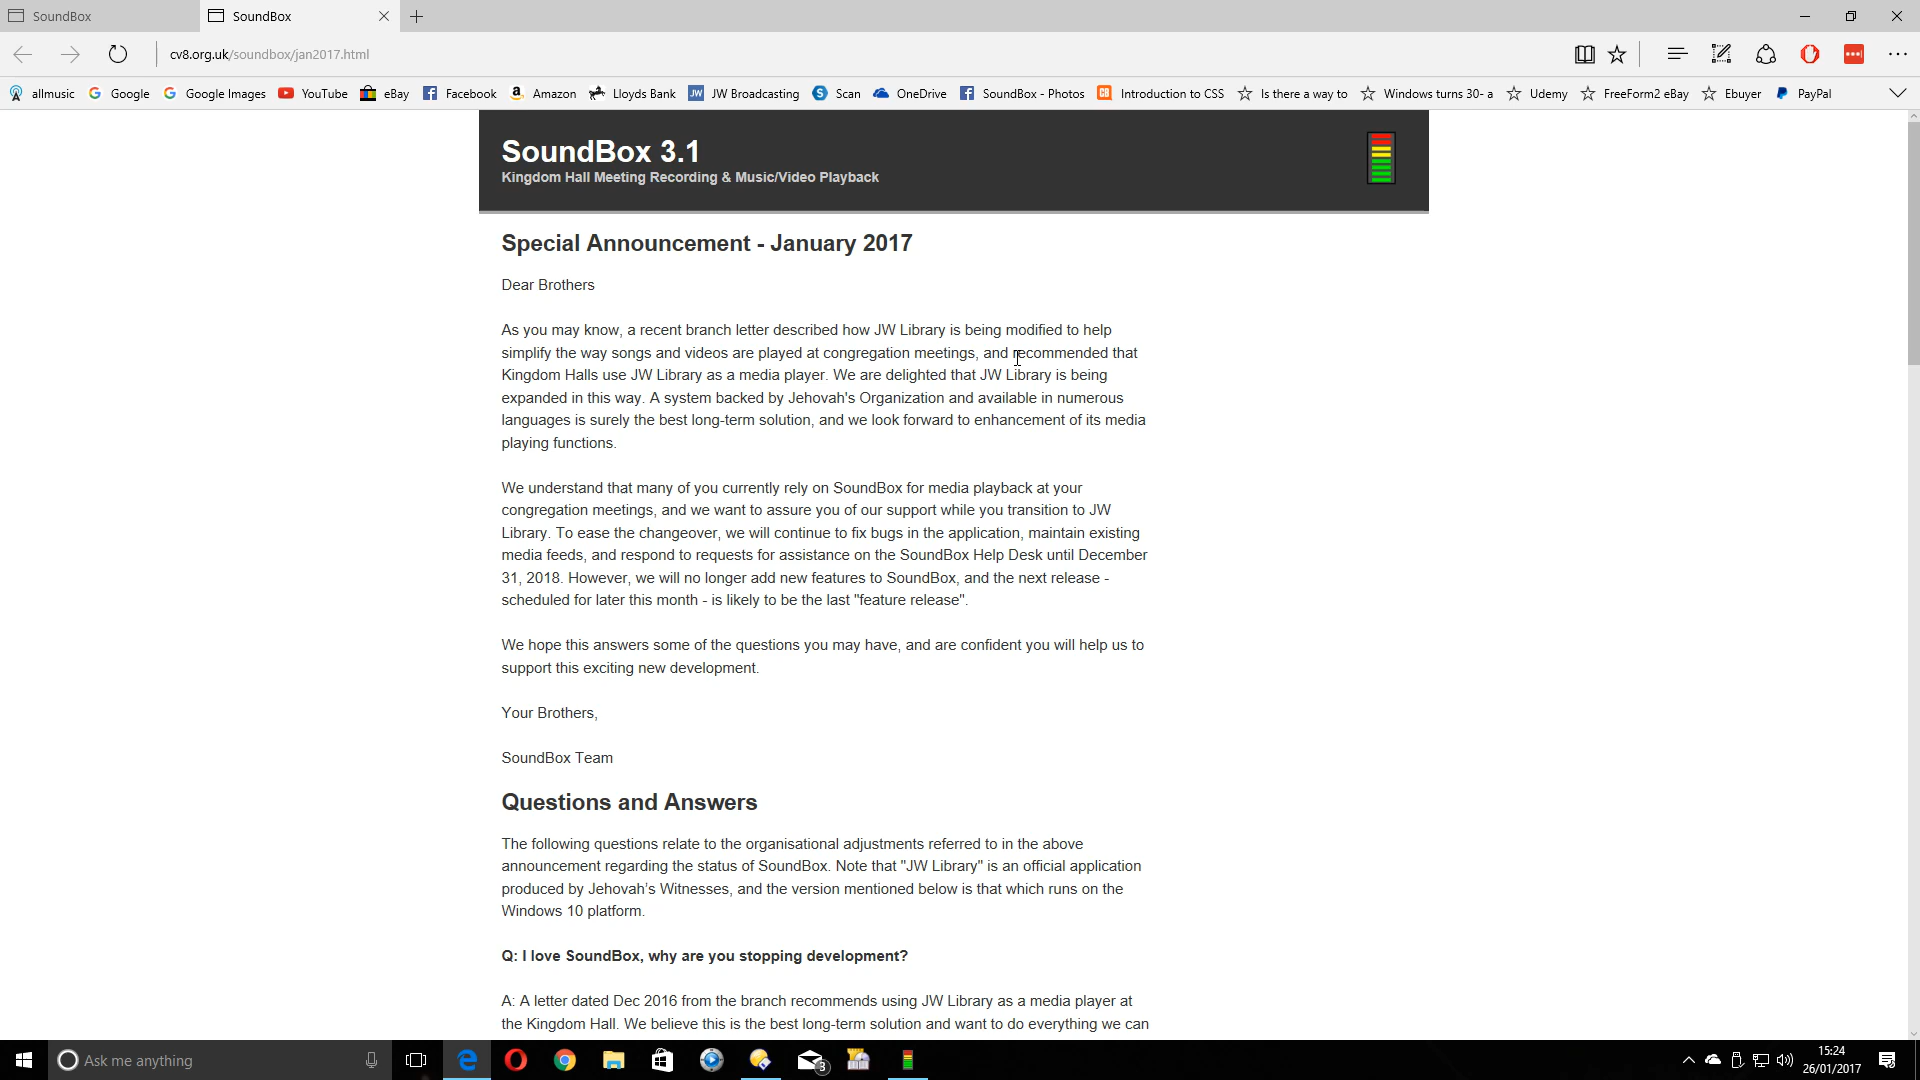 SoundBox
SoundBox
cv8.org.uk/soundbox/jan2017.html
allmusic Google Google Images YouTube eBay Facebook Amazon Lloyds Bank JW Broadcasting Scan OneDrive SoundBox - Photos Introduction to CSS Is there a way to Windows turns 30- a Udemy FreeForm2 eBay Ebuyer PayPal
SoundBox 3.1
Kingdom Hall Meeting Recording & Music/Video Playback
Special Announcement - January 2017
Dear Brothers
As you may know, a recent branch letter described how JW Library is being modified to help
simplify the way songs and videos are played at congregation meetings, and recommended that
Kingdom Halls use JW Library as a media player. We are delighted that JW Library is being
expanded in this way. A system backed by Jehovah's Organization and available in numerous
languages is surely the best long-term solution, and we look forward to enhancement of its media
playing functions.
We understand that many of you currently rely on SoundBox for media playback at your
congregation meetings, and we want to assure you of our support while you transition to JW
Library. To ease the changeover, we will continue to fix bugs in the application, maintain existing
media feeds, and respond to requests for assistance on the SoundBox Help Desk until December
31, 2018. However, we will no longer add new features to SoundBox, and the next release -
scheduled for later this month - is likely to be the last "feature release".
We hope this answers some of the questions you may have, and are confident you will help us to
support this exciting new development.
Your Brothers,
SoundBox Team
Questions and Answers
The following questions relate to the organisational adjustments referred to in the above
announcement regarding the status of SoundBox. Note that "JW Library" is an official application
produced by Jehovah's Witnesses, and the version mentioned below is that which runs on the
Windows 10 platform.
Q: I love SoundBox, why are you stopping development?
A: A letter dated Dec 2016 from the branch recommends using JW Library as a media player at
the Kingdom Hall. We believe this is the best long-term solution and want to do everything we can
Ask me anything
3
15:24
26/01/2017